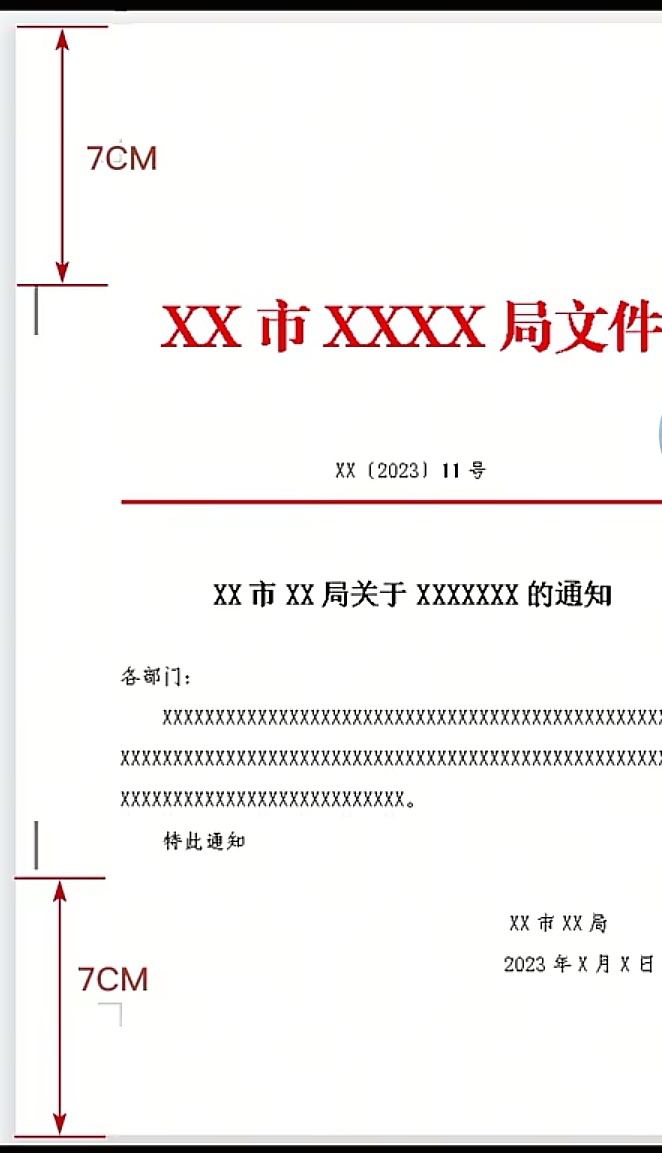 7CM
XX 市 XXXX 局文件
XX〔2023〕11 号
XX 市 XX 局关于 XXXXXXX 的通知
各部门：
XXXXXXXXXXXXXXXXXXXXXXXXXXXXXXXXXXXXXXXXXXXXXXXX
XXXXXXXXXXXXXXXXXXXXXXXXXXXXXXXXXXXXXXXXXXXXXXXXXXXX
XXXXXXXXXXXXXXXXXXXXXXXXXXX。
特此通知
XX 市 XX 局
2023 年 X 月 X 日
7CM